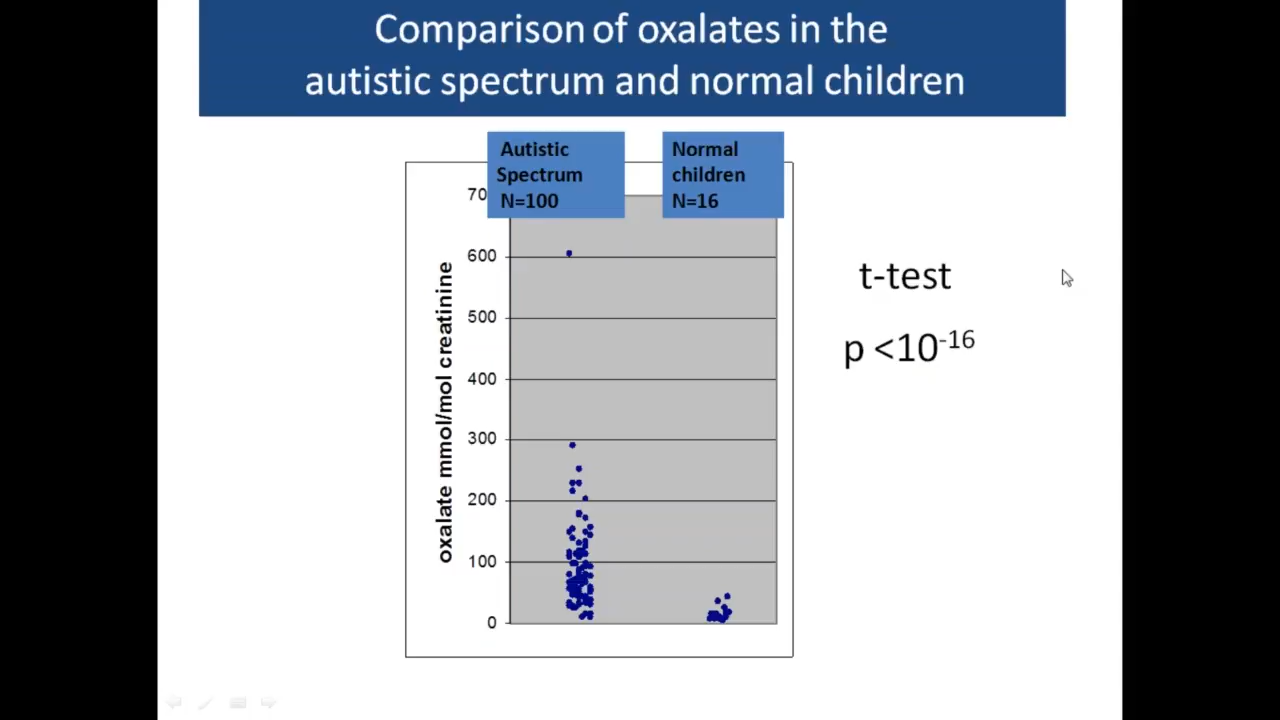 Comparison of oxalates in the
autistic spectrum and normal children
Autistic
Spectrum
N=100
Normal
children
N=16
70
600
500
400
300
200
100
0
oxalate mmol/mol creatinine
t-test
p <10⁻¹⁶